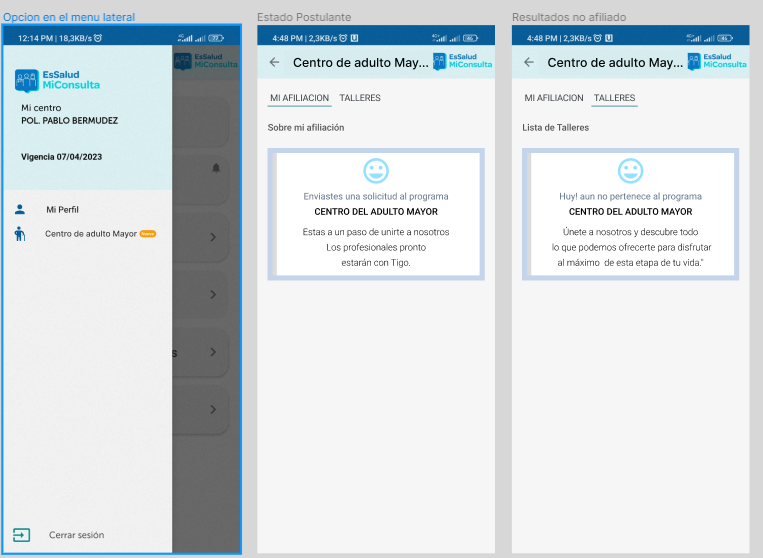 Opcion en el menu lateral
12:14 PM | 18,3KB/s
EsSalud
MiConsulta
EsSalud
MiConsulta
Mi centro
POL. PABLO BERMUDEZ
Vigencia 07/04/2023
Mi Perfil
Centro de adulto Mayor
S
Cerrar sesión
Estado Postulante
4:48 PM | 2,3KB/s
Centro de adulto May...
EsSalud
MiConsulta
MI AFILIACION TALLERES
Sobre mi afiliación
Enviastes una solicitud al programa
CENTRO DEL ADULTO MAYOR
Estas a un paso de unirte a nosotros
Los profesionales pronto
estarán con Tigo.
Resultados no afiliado
4:48 PM | 2,3KB/s
Centro de adulto May...
EsSalud
MiConsulta
MI AFILIACION TALLERES
Lista de Talleres
Huy! aun no pertenece al programa
CENTRO DEL ADULTO MAYOR
Únete a nosotros y descubre todo
lo que podemos ofrecerte para disfrutar
al máximo de esta etapa de tu vida."